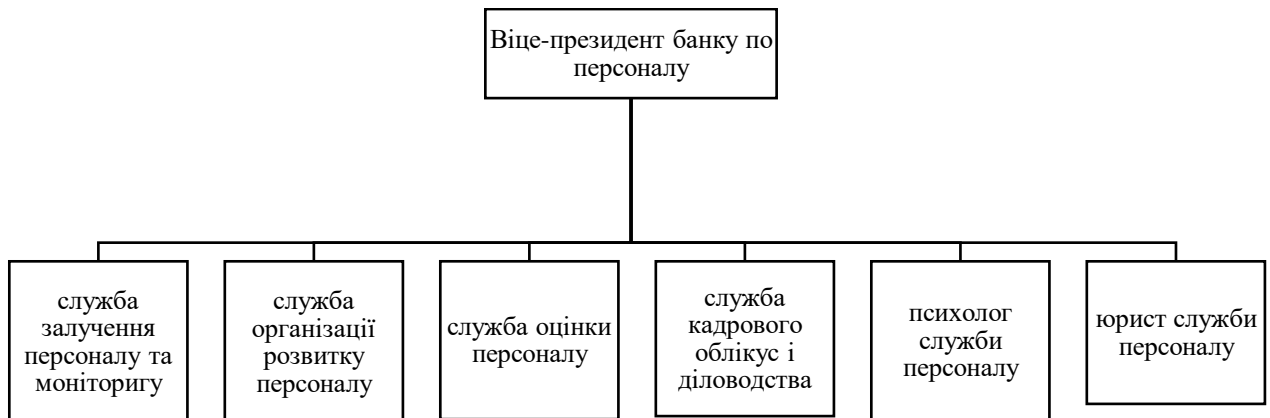 Віце-президент банку по
персоналу
служба
залучення
персоналу та
моніторигу
служба
організації
розвитку
персоналу
служба оцінки
персоналу
служба
кадрового
облікус і
діловодства
психолог
служби
персоналу
юрист служби
персоналу